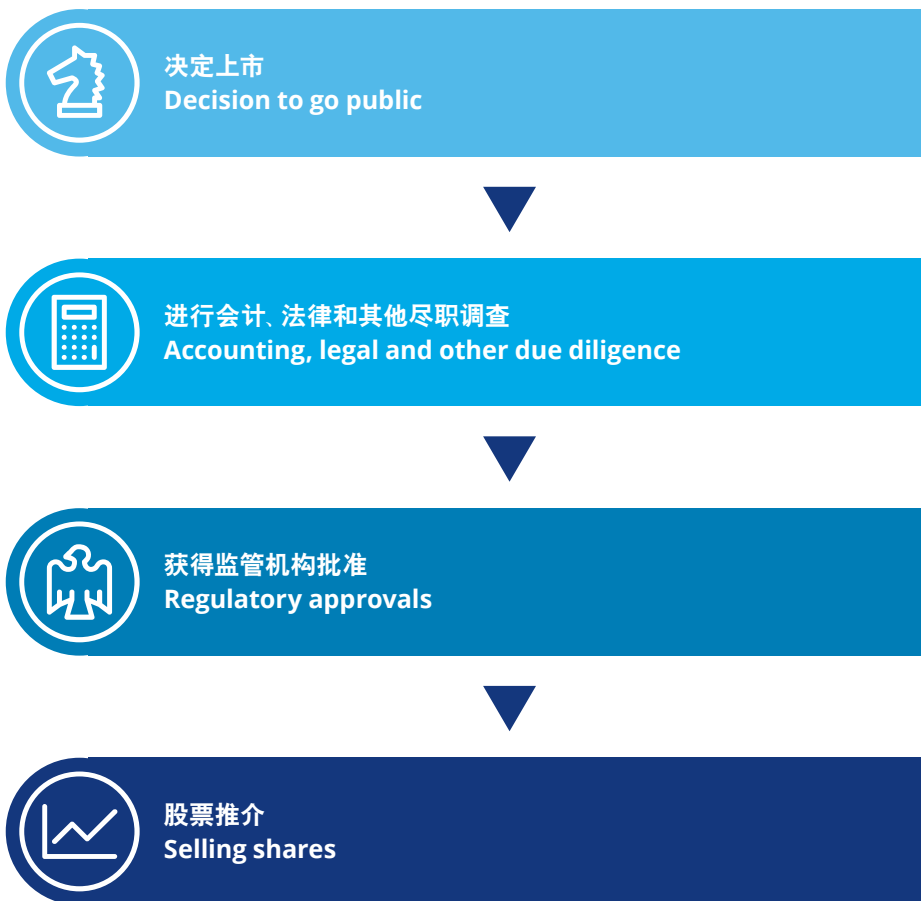 决定上市
Decision to go public
进行会计、法律和其他尽职调查
Accounting, legal and other due diligence
获得监管机构批准
Regulatory approvals
股票推介
Selling shares